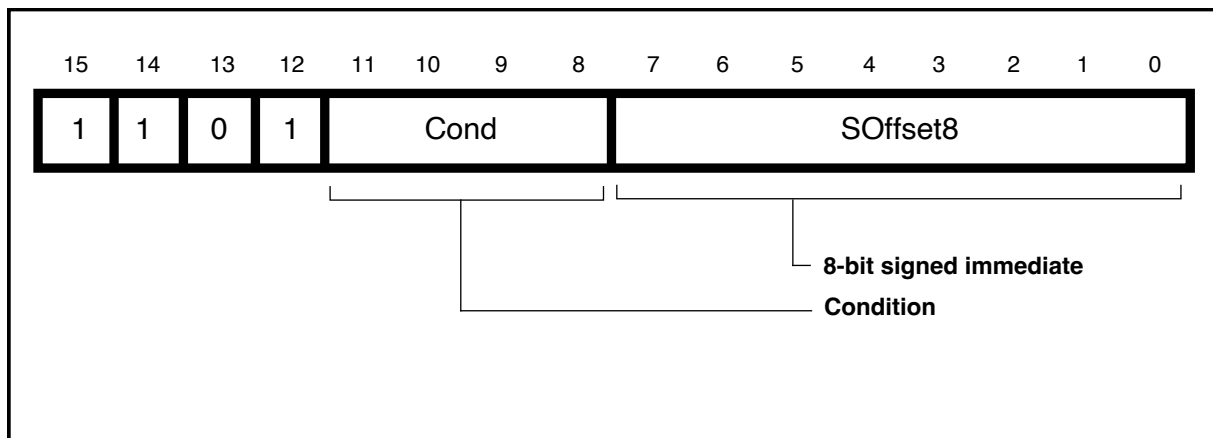 15 14 13 12 11 10 9 8 7 6 5 4 3 2 1 0
1 1 0 1 Cond SOffset8
8-bit signed immediate
Condition